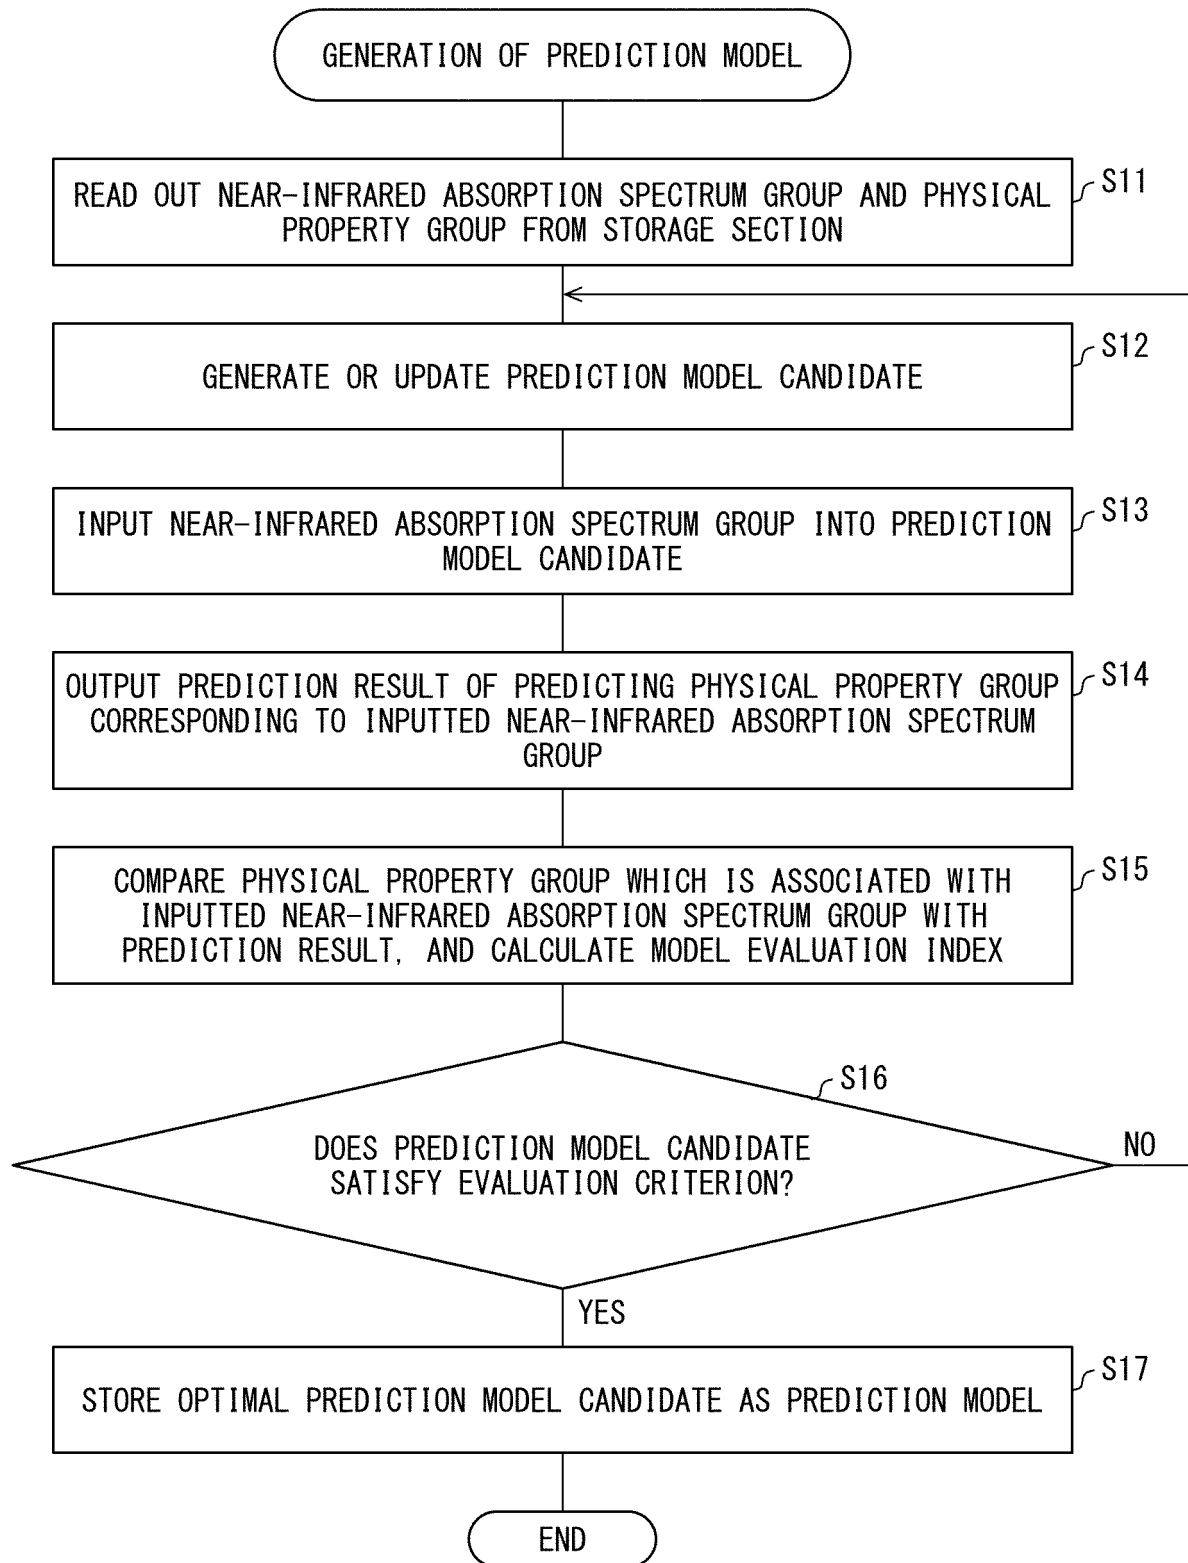 GENERATION OF PREDICTION MODEL
S11
READ OUT NEAR-INFRARED ABSORPTION SPECTRUM GROUP AND PHYSICAL
PROPERTY GROUP FROM STORAGE SECTION
S12
GENERATE OR UPDATE PREDICTION MODEL CANDIDATE
S13
INPUT NEAR-INFRARED ABSORPTION SPECTRUM GROUP INTO PREDICTION
MODEL CANDIDATE
S14
OUTPUT PREDICTION RESULT OF PREDICTING PHYSICAL PROPERTY GROUP
CORRESPONDING TO INPUTTED NEAR-INFRARED ABSORPTION SPECTRUM
GROUP
S15
COMPARE PHYSICAL PROPERTY GROUP WHICH IS ASSOCIATED WITH
INPUTTED NEAR-INFRARED ABSORPTION SPECTRUM GROUP WITH
PREDICTION RESULT, AND CALCULATE MODEL EVALUATION INDEX
S16
DOES PREDICTION MODEL CANDIDATE
SATISFY EVALUATION CRITERION?
NO
YES
S17
STORE OPTIMAL PREDICTION MODEL CANDIDATE AS PREDICTION MODEL
END